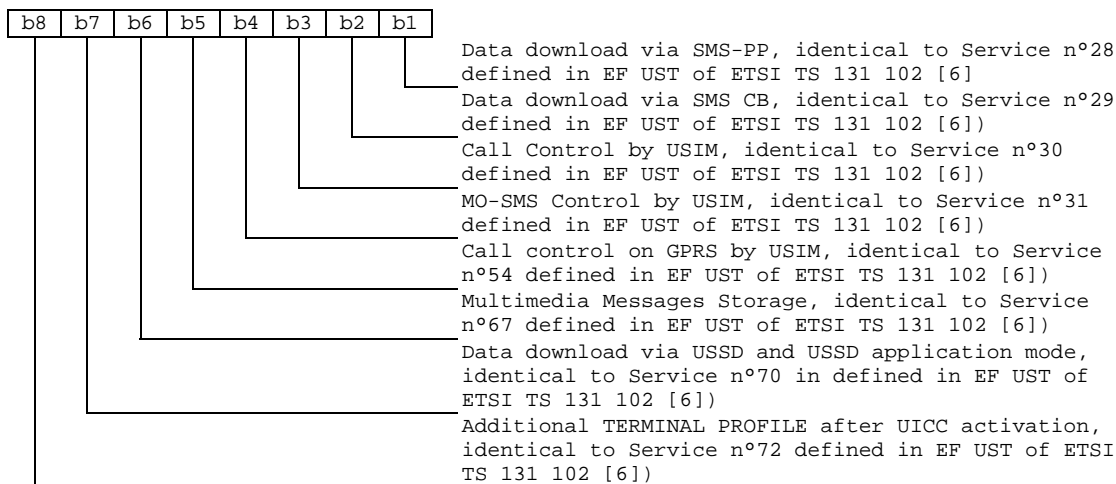 b8 b7 b6 b5 b4 b3 b2 b1
Data download via SMS-PP, identical to Service n°28
defined in EF UST of ETSI TS 131 102 [6]
Data download via SMS CB, identical to Service n°29
defined in EF UST of ETSI TS 131 102 [6])
Call Control by USIM, identical to Service n°30
defined in EF UST of ETSI TS 131 102 [6])
MO-SMS Control by USIM, identical to Service n°31
defined in EF UST of ETSI TS 131 102 [6])
Call control on GPRS by USIM, identical to Service
n°54 defined in EF UST of ETSI TS 131 102 [6])
Multimedia Messages Storage, identical to Service
n°67 defined in EF UST of ETSI TS 131 102 [6])
Data download via USSD and USSD application mode,
identical to Service n°70 in defined in EF UST of
ETSI TS 131 102 [6])
Additional TERMINAL PROFILE after UICC activation,
identical to Service n°72 defined in EF UST of ETSI
TS 131 102 [6])